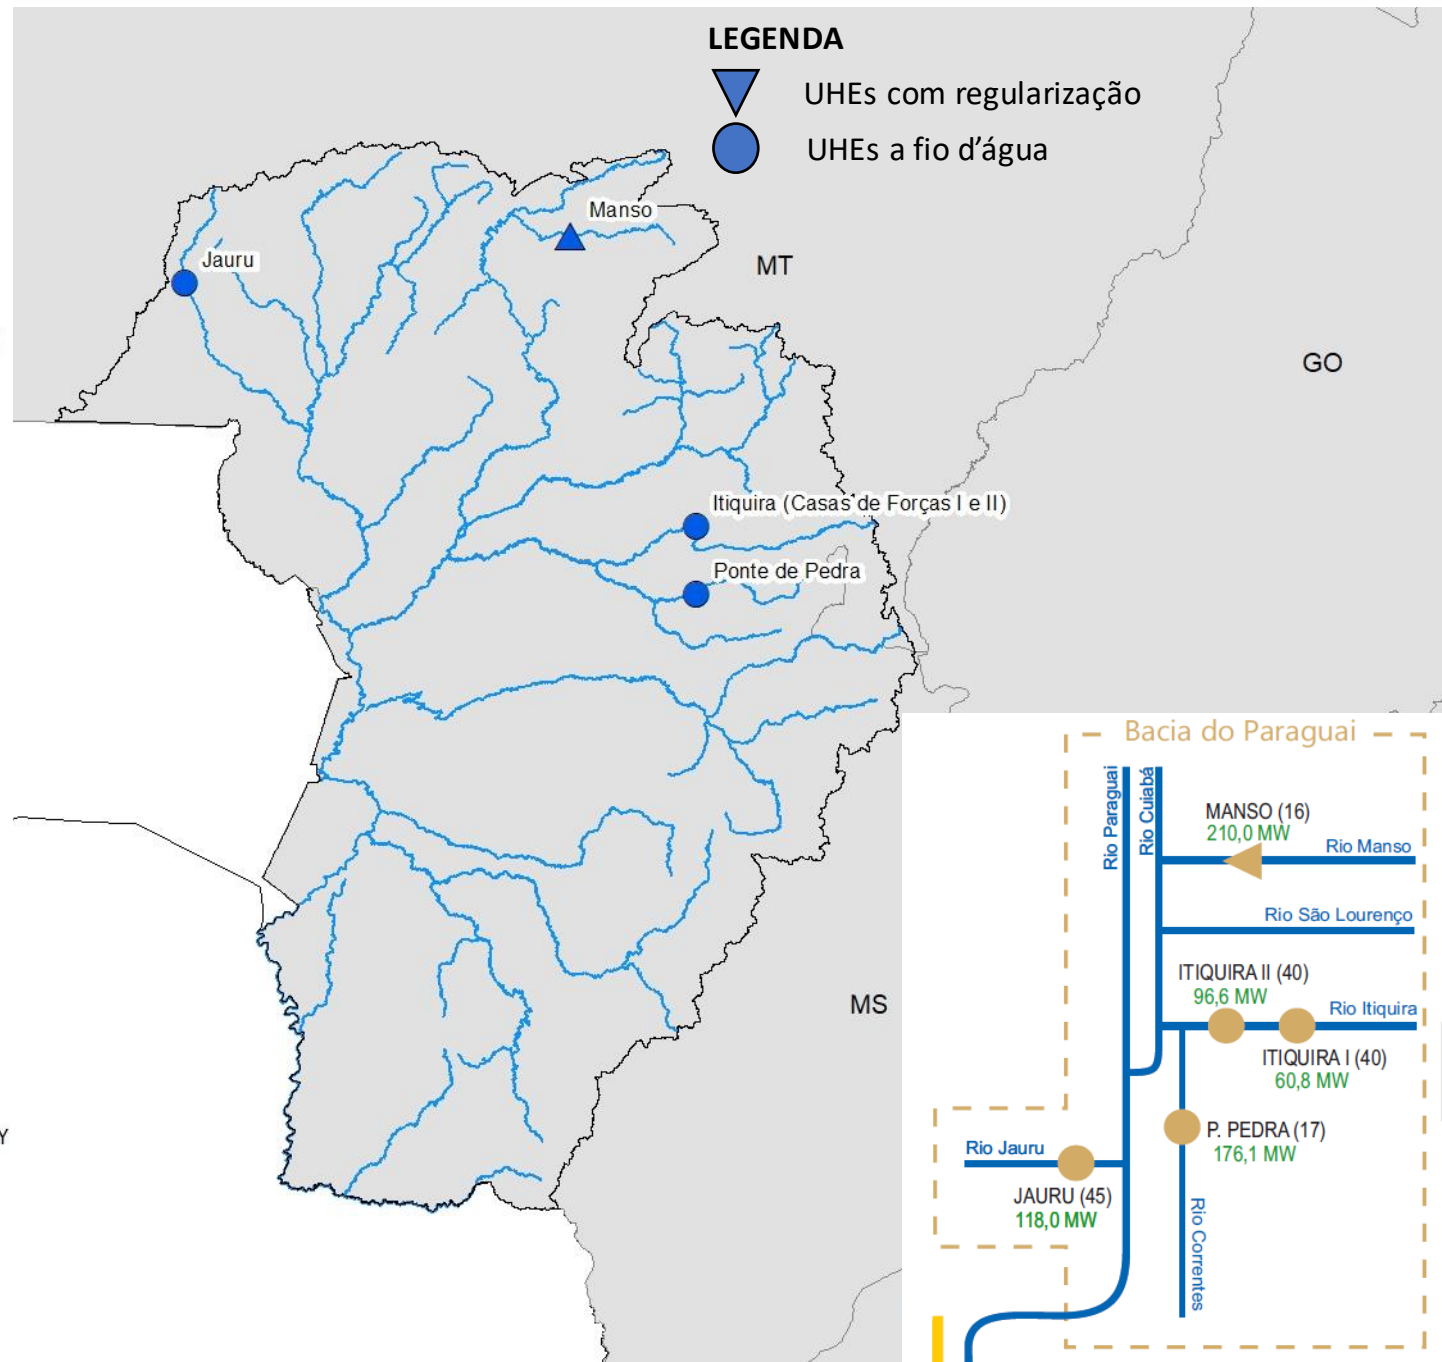 LEGENDA
UHEs com regularização
UHEs a fio d’água
Manso
Jauru
MT
GO
Itiquira (Casas de Forças I e II)
Ponte de Pedra
MS
Y
Bacia do Paraguai
Rio Paraguai
Rio Cuiabá
MANSO (16)
210,0 MW
Rio Manso
Rio São Lourenço
ITIQUIRA II (40)
96,6 MW
Rio Itiquira
ITIQUIRA I (40)
60,8 MW
P. PEDRA (17)
176,1 MW
Rio Jauru
JAURU (45)
118,0 MW
Rio Correntes